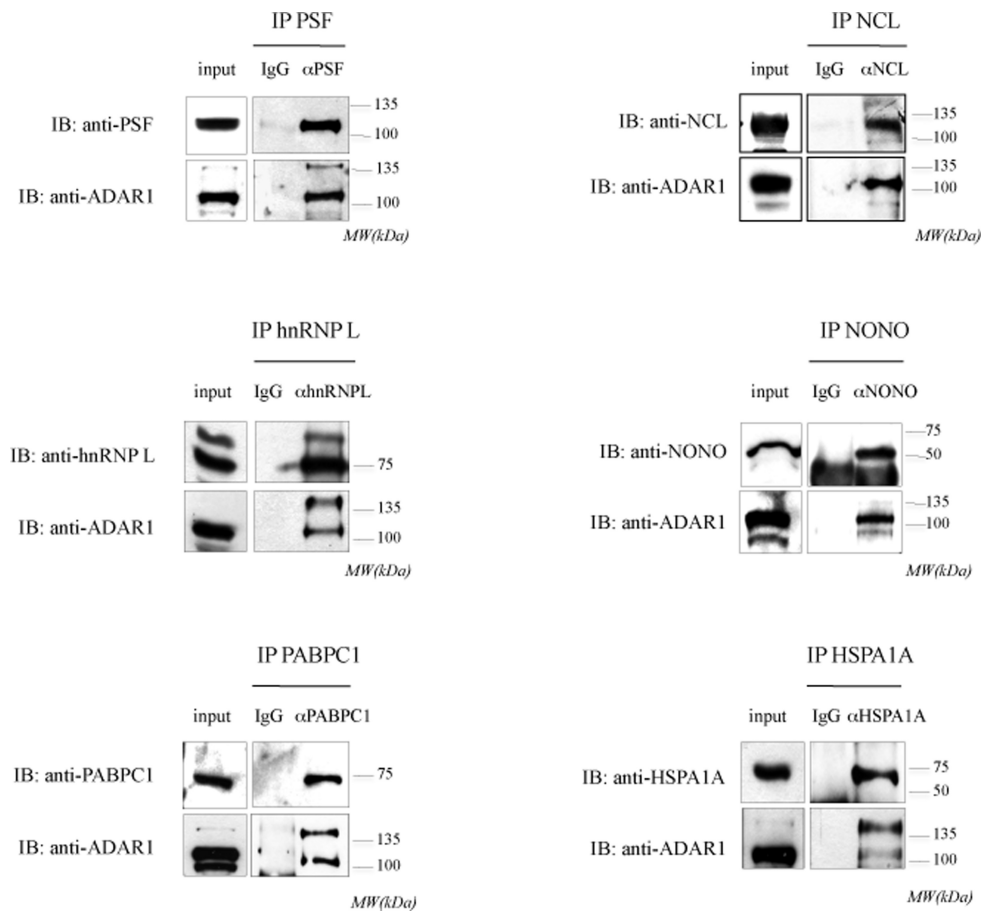 IP PSF
input IgG αPSF
IB: anti-PSF
135
100
IB: anti-ADAR1
135
100
MW(kDa)
IP NCL
input IgG αNCL
IB: anti-NCL
135
100
IB: anti-ADAR1
135
100
MW(kDa)
IP hnRNP L
input IgG αhnRNPL
IB: anti-hnRNP L
75
IB: anti-ADAR1
135
100
MW(kDa)
IP NONO
input IgG αNONO
IB: anti-NONO
75
50
IB: anti-ADAR1
135
100
MW(kDa)
IP PABPC1
input IgG αPABPC1
IB: anti-PABPC1
75
IB: anti-ADAR1
135
100
MW(kDa)
IP HSPA1A
input IgG αHSPA1A
IB: anti-HSPA1A
75
50
IB: anti-ADAR1
135
100
MW(kDa)